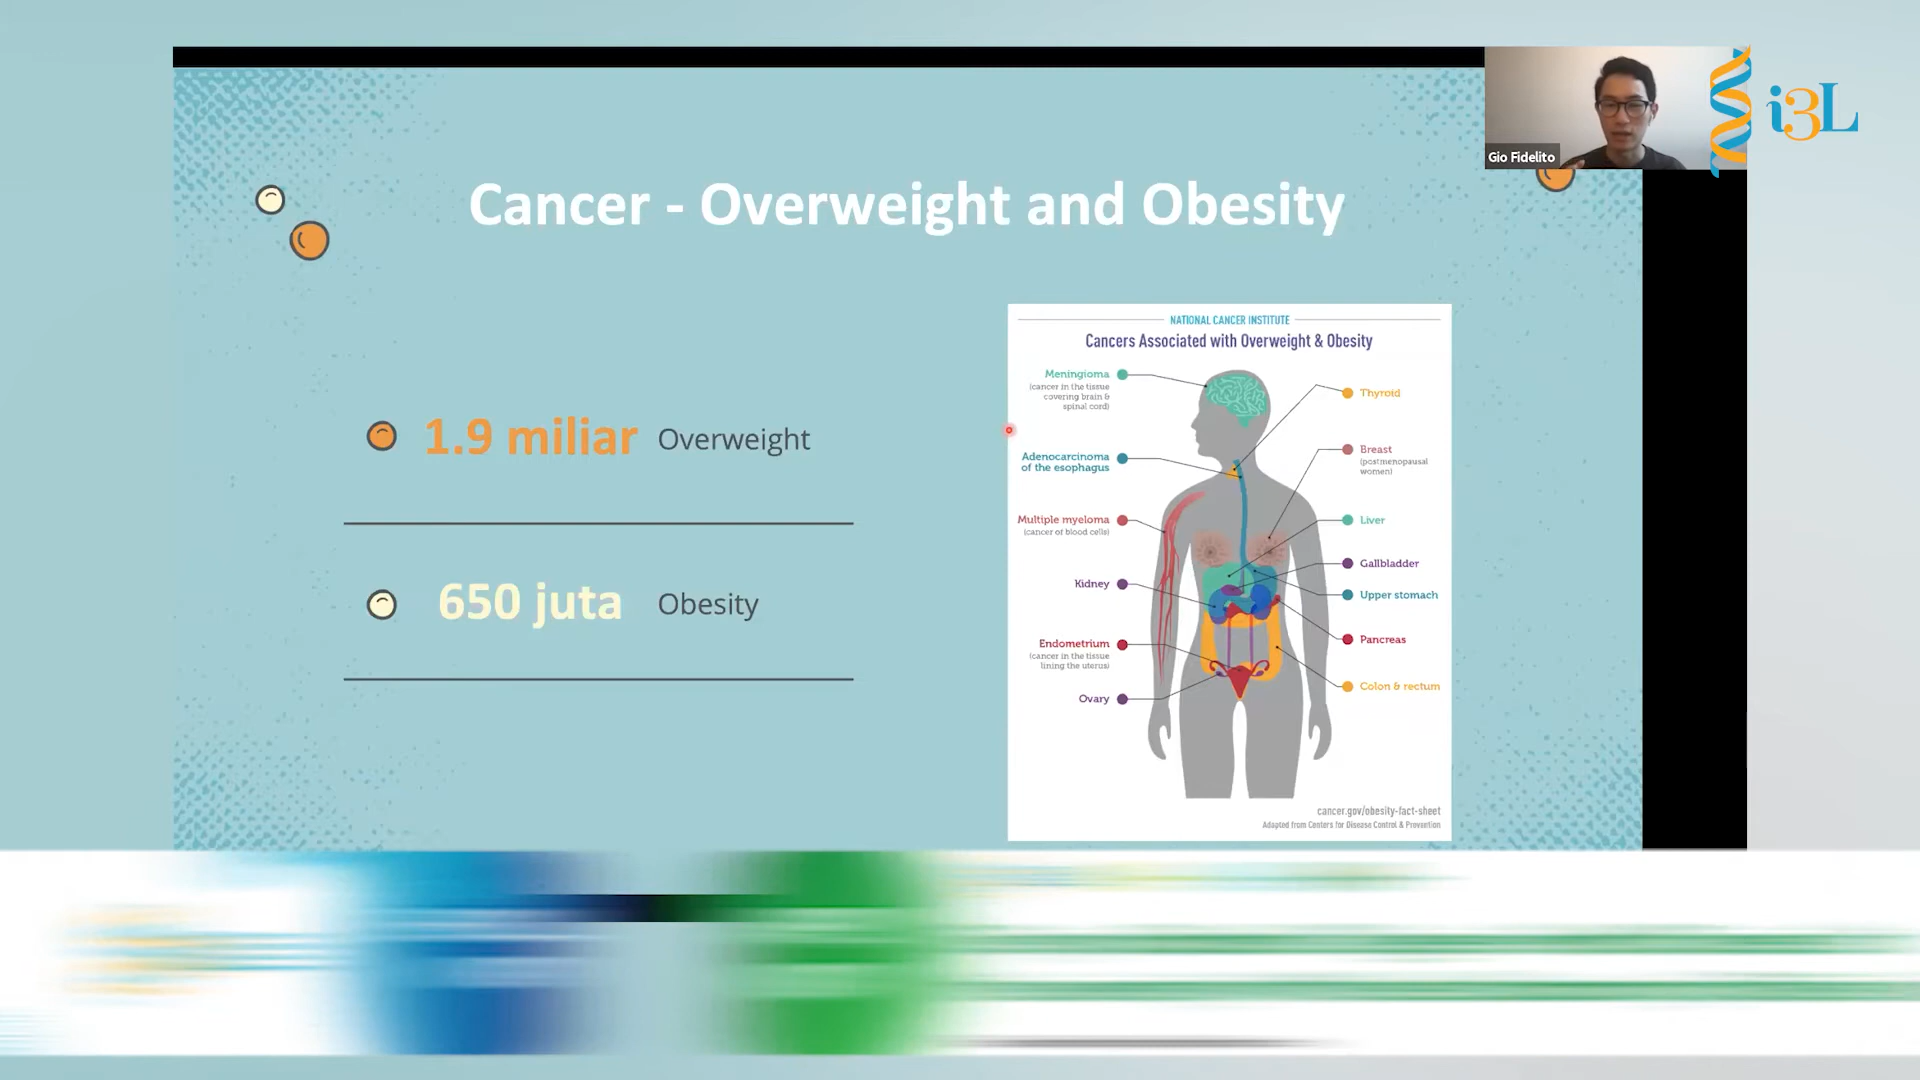 i3L
Gio Fidelito
Cancer - Overweight and Obesity
1.9 miliar Overweight
650 juta Obesity
NATIONAL CANCER INSTITUTE
Cancers Associated with Overweight & Obesity
Meningioma
(cancer in the tissue
covering brain &
spinal cord)
Adenocarcinoma
of the esophagus
Multiple myeloma
(cancer of blood cells)
Kidney
Endometrium
(cancer in the tissue
lining the uterus)
Ovary
Thyroid
Breast
(postmenopausal
women)
Liver
Gallbladder
Upper stomach
Pancreas
Colon & rectum
cancer.gov/obesity-fact-sheet
Adapted from Centers for Disease Control & Prevention